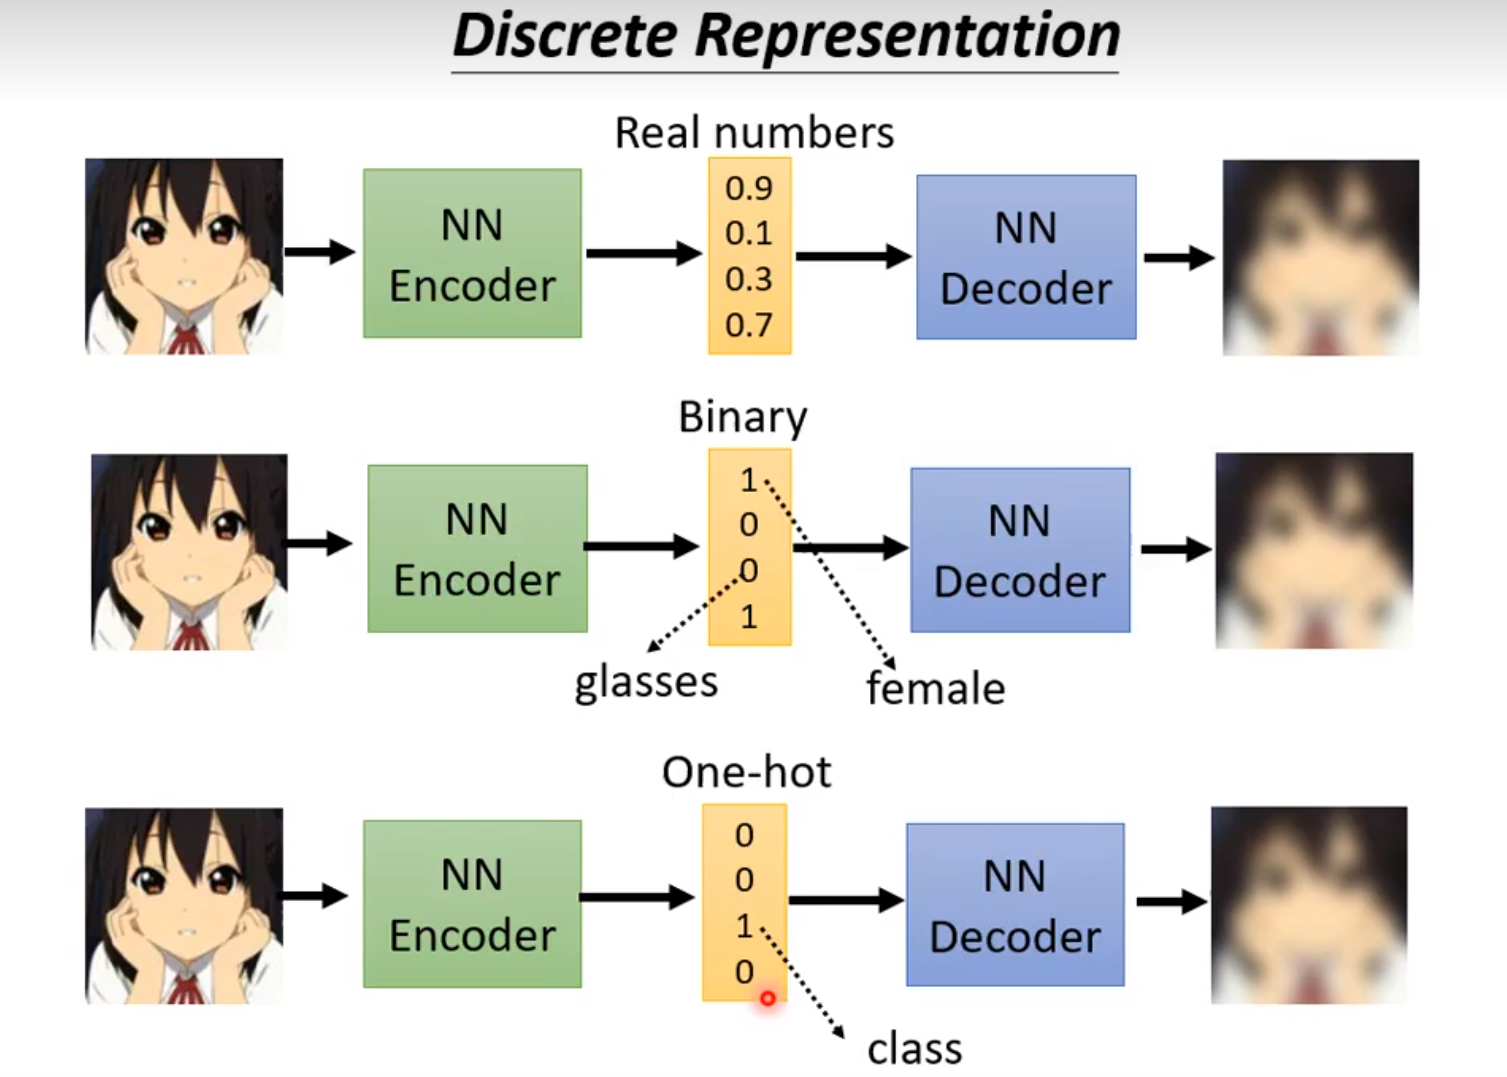 Discrete Representation
Real numbers
NN
Encoder
0.9
0.1
0.3
0.7
NN
Decoder
Binary
NN
Encoder
1
0
0
1
NN
Decoder
glasses
female
One-hot
NN
Encoder
0
0
1
0
NN
Decoder
class